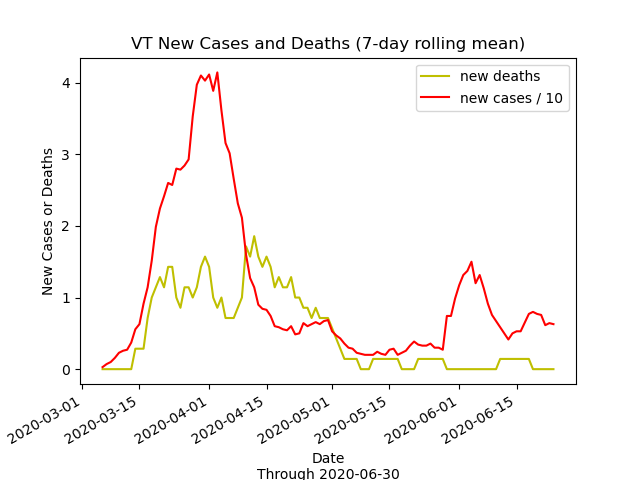 VT New Cases and Deaths (7-day rolling mean)
new deaths
new cases / 10
New Cases or Deaths
4
3
2
1
0
2020-03-01
2020-03-15
2020-04-01
2020-04-15
2020-05-01
2020-05-15
2020-06-01
2020-06-15
Date
Through 2020-06-30